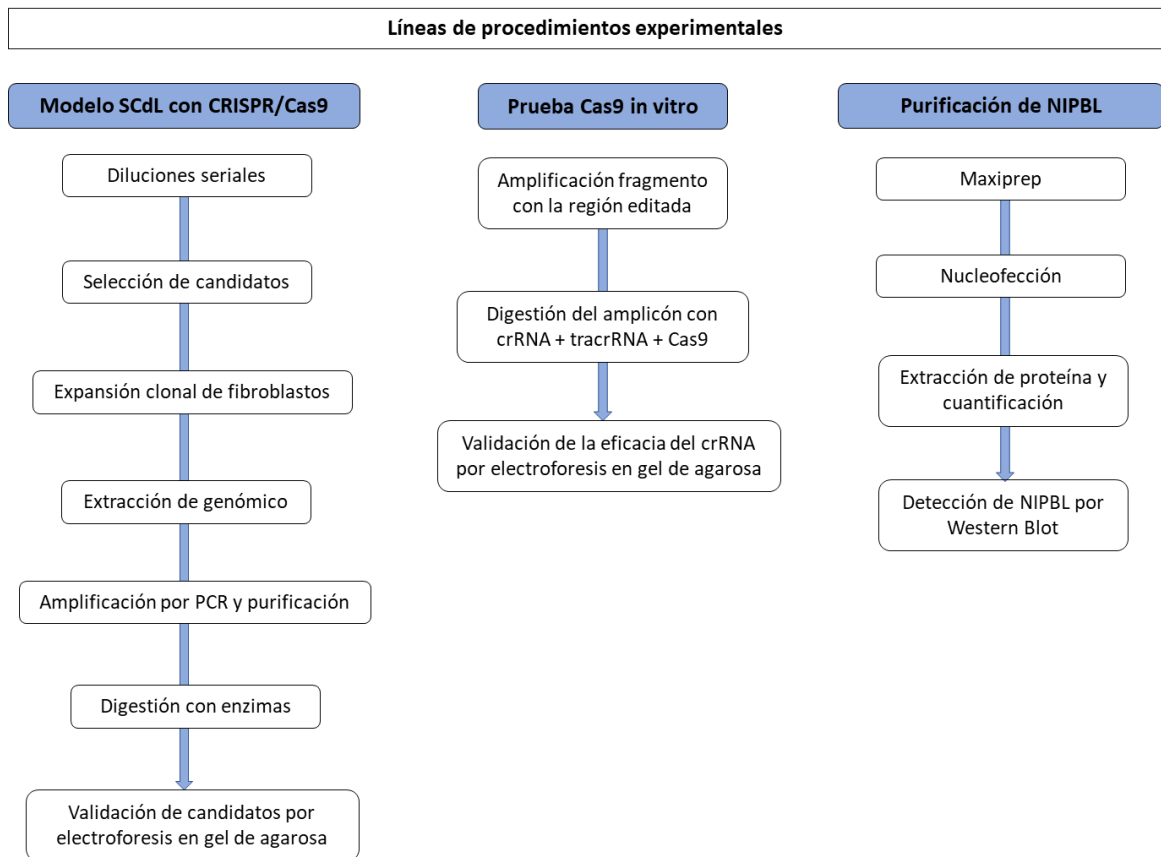 Líneas de procedimientos experimentales
Modelo SCdL con CRISPR/Cas9
Diluciones seriales
Selección de candidatos
Expansión clonal de fibroblastos
Extracción de genómico
Amplificación por PCR y purificación
Digestión con enzimas
Validación de candidatos por
electroforesis en gel de agarosa
Prueba Cas9 in vitro
Amplificación fragmento
con la región editada
Digestión del amplicón con
crRNA + tracrRNA + Cas9
Validación de la eficacia del crRNA
por electroforesis en gel de agarosa
Purificación de NIPBL
Maxiprep
Nucleofección
Extracción de proteína y
cuantificación
Detección de NIPBL por
Western Blot